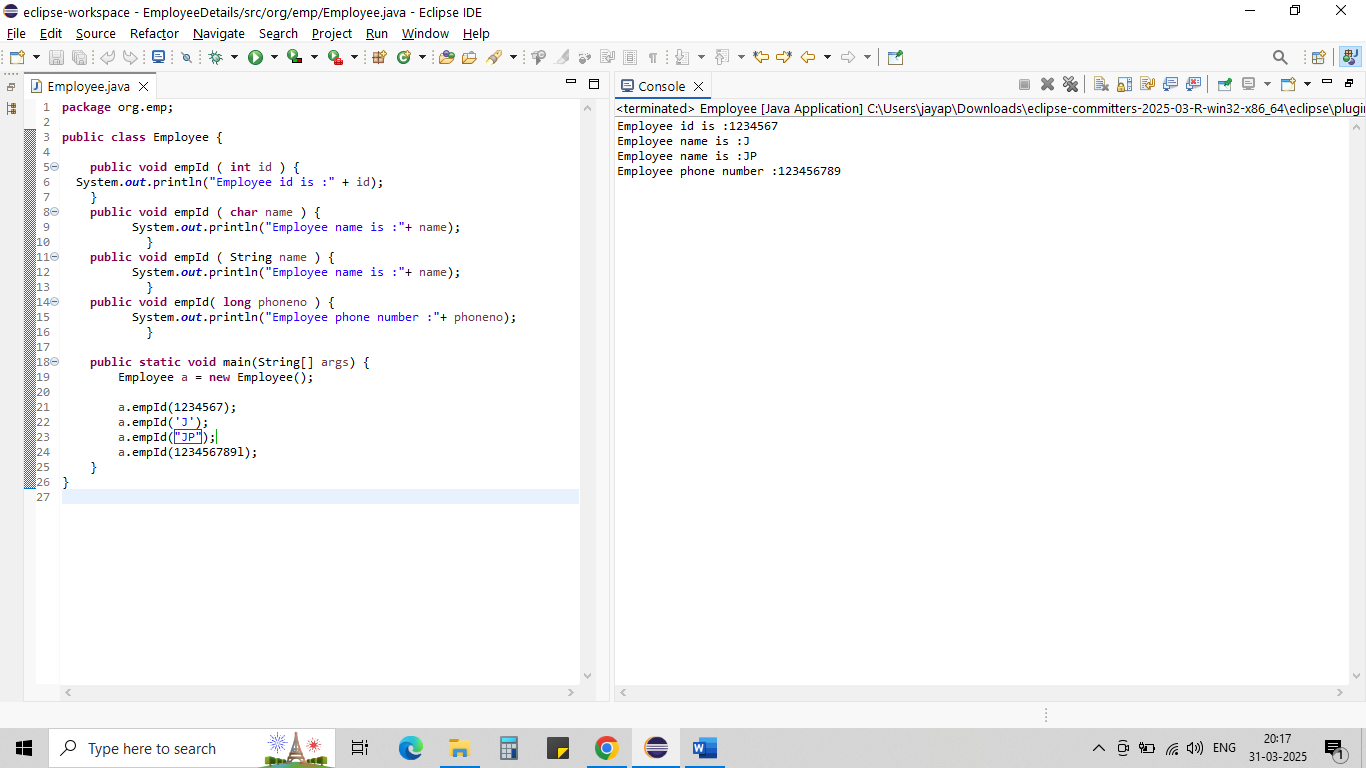 eclipse-workspace - EmployeeDetails/src/org/emp/Employee.java - Eclipse IDE
File Edit Source Refactor Navigate Search Project Run Window Help
Employee.java
1 package org.emp;
2
3 public class Employee {
4
5 public void empId ( int id ) {
6 System.out.println("Employee id is :" + id);
7 }
8 public void empId ( char name ) {
9 System.out.println("Employee name is :"+ name);
10 }
11 public void empId ( String name ) {
12 System.out.println("Employee name is :"+ name);
13 }
14 public void empId( long phoneno ) {
15 System.out.println("Employee phone number :"+ phoneno);
16 }
17
18 public static void main(String[] args) {
19 Employee a = new Employee();
20
21 a.empId(1234567);
22 a.empId('J');
23 a.empId("JP");
24 a.empId(123456789l);
25 }
26 }
27
Console
<terminated> Employee [Java Application] C:\Users\jayap\Downloads\eclipse-committers-2025-03-R-win32-x86_64\eclipse\plugin
Employee id is :1234567
Employee name is :J
Employee name is :JP
Employee phone number :123456789
Type here to search
ENG
20:17
31-03-2025
1